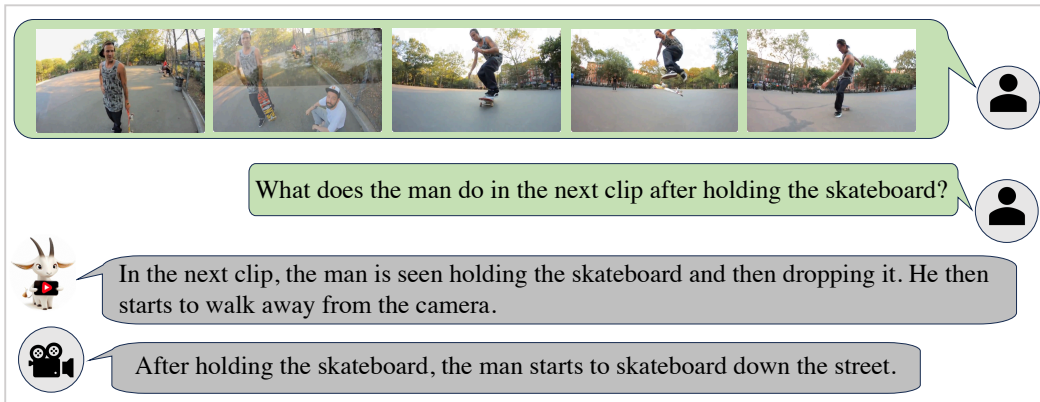 What does the man do in the next clip after holding the skateboard?
In the next clip, the man is seen holding the skateboard and then dropping it. He then
starts to walk away from the camera.
After holding the skateboard, the man starts to skateboard down the street.